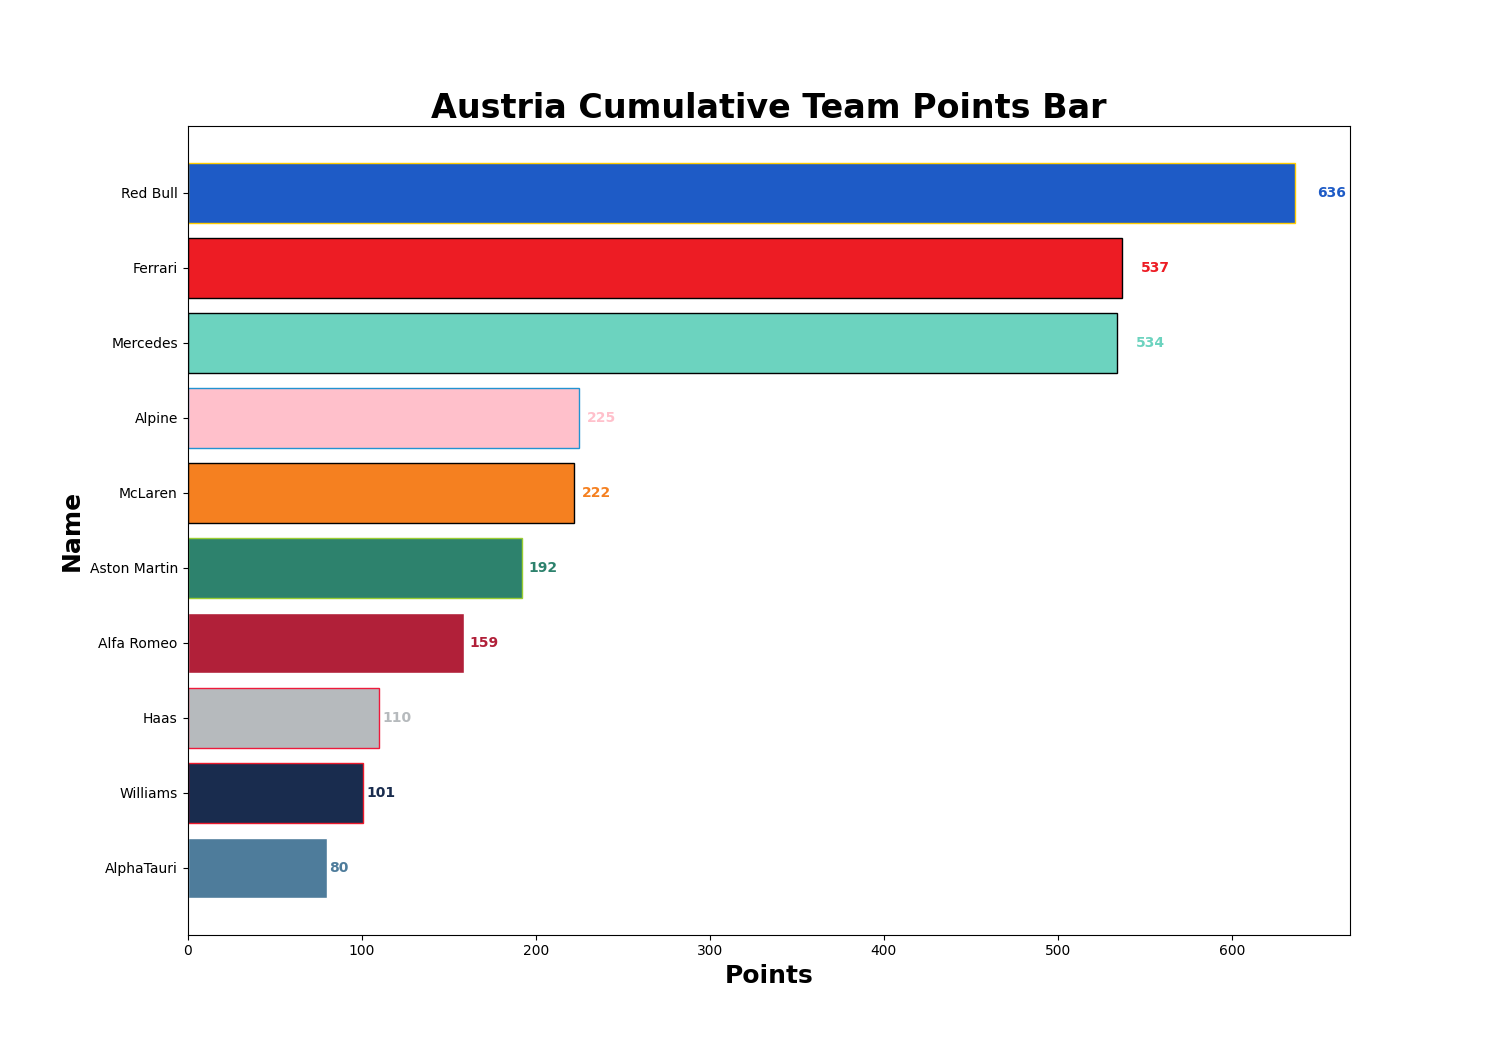 Austria Cumulative Team Points Bar
Red Bull 636
Ferrari 537
Mercedes 534
Alpine 225
McLaren 222
Name
Aston Martin 192
Alfa Romeo 159
Haas 110
Williams 101
AlphaTauri 80
0 100 200 300 400 500 600
Points